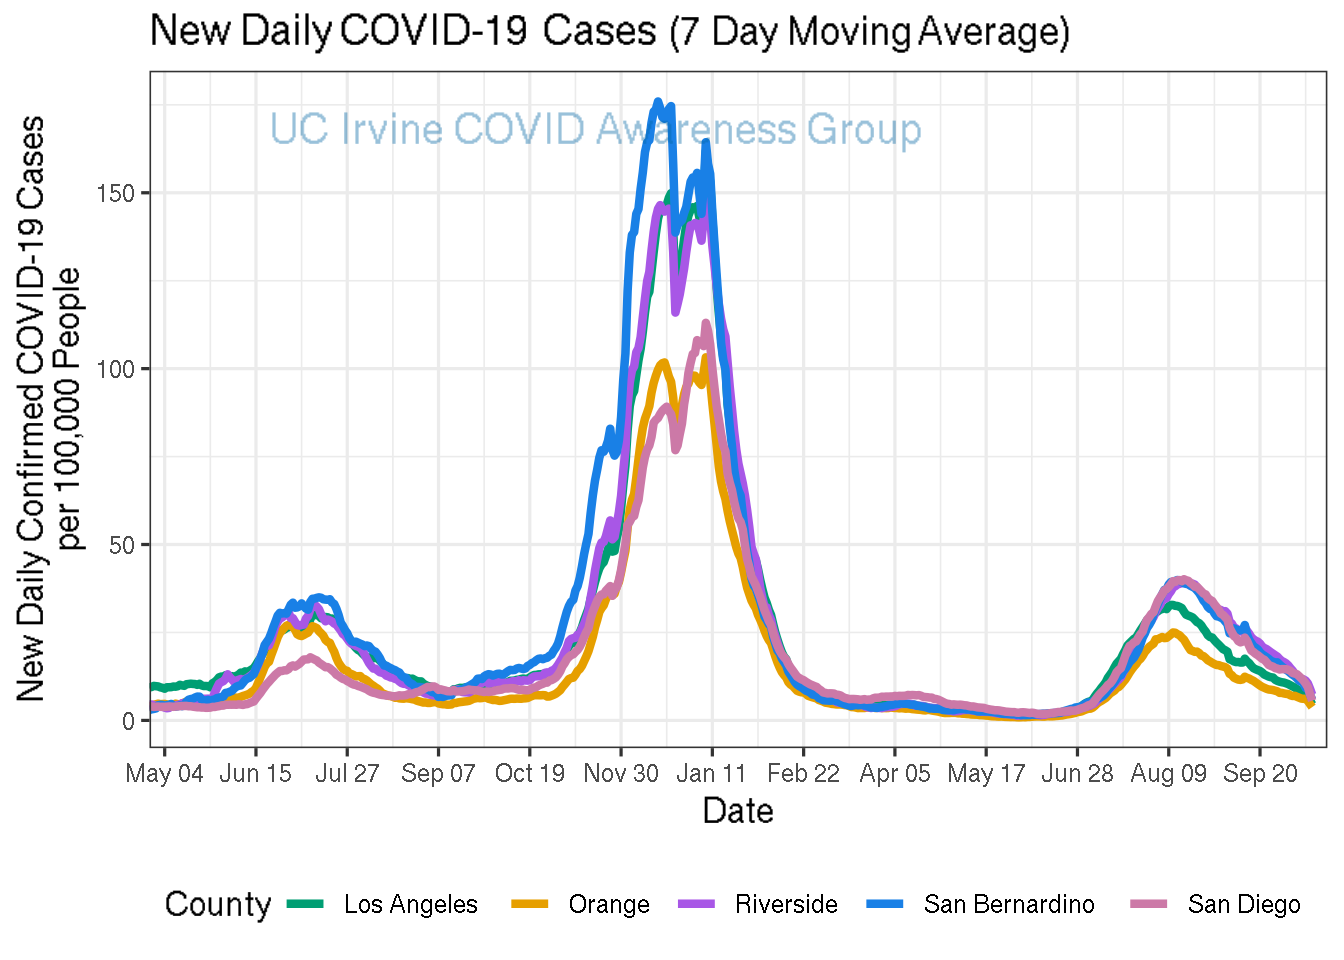 New Daily COVID-19 Cases (7 Day Moving Average)
UC Irvine COVID Awareness Group
New Daily Confirmed COVID-19 Cases
per 100,000 People
150
100
50
0
May 04 Jun 15 Jul 27 Sep 07 Oct 19 Nov 30 Jan 11 Feb 22 Apr 05 May 17 Jun 28 Aug 09 Sep 20
Date
County Los Angeles Orange Riverside San Bernardino San Diego